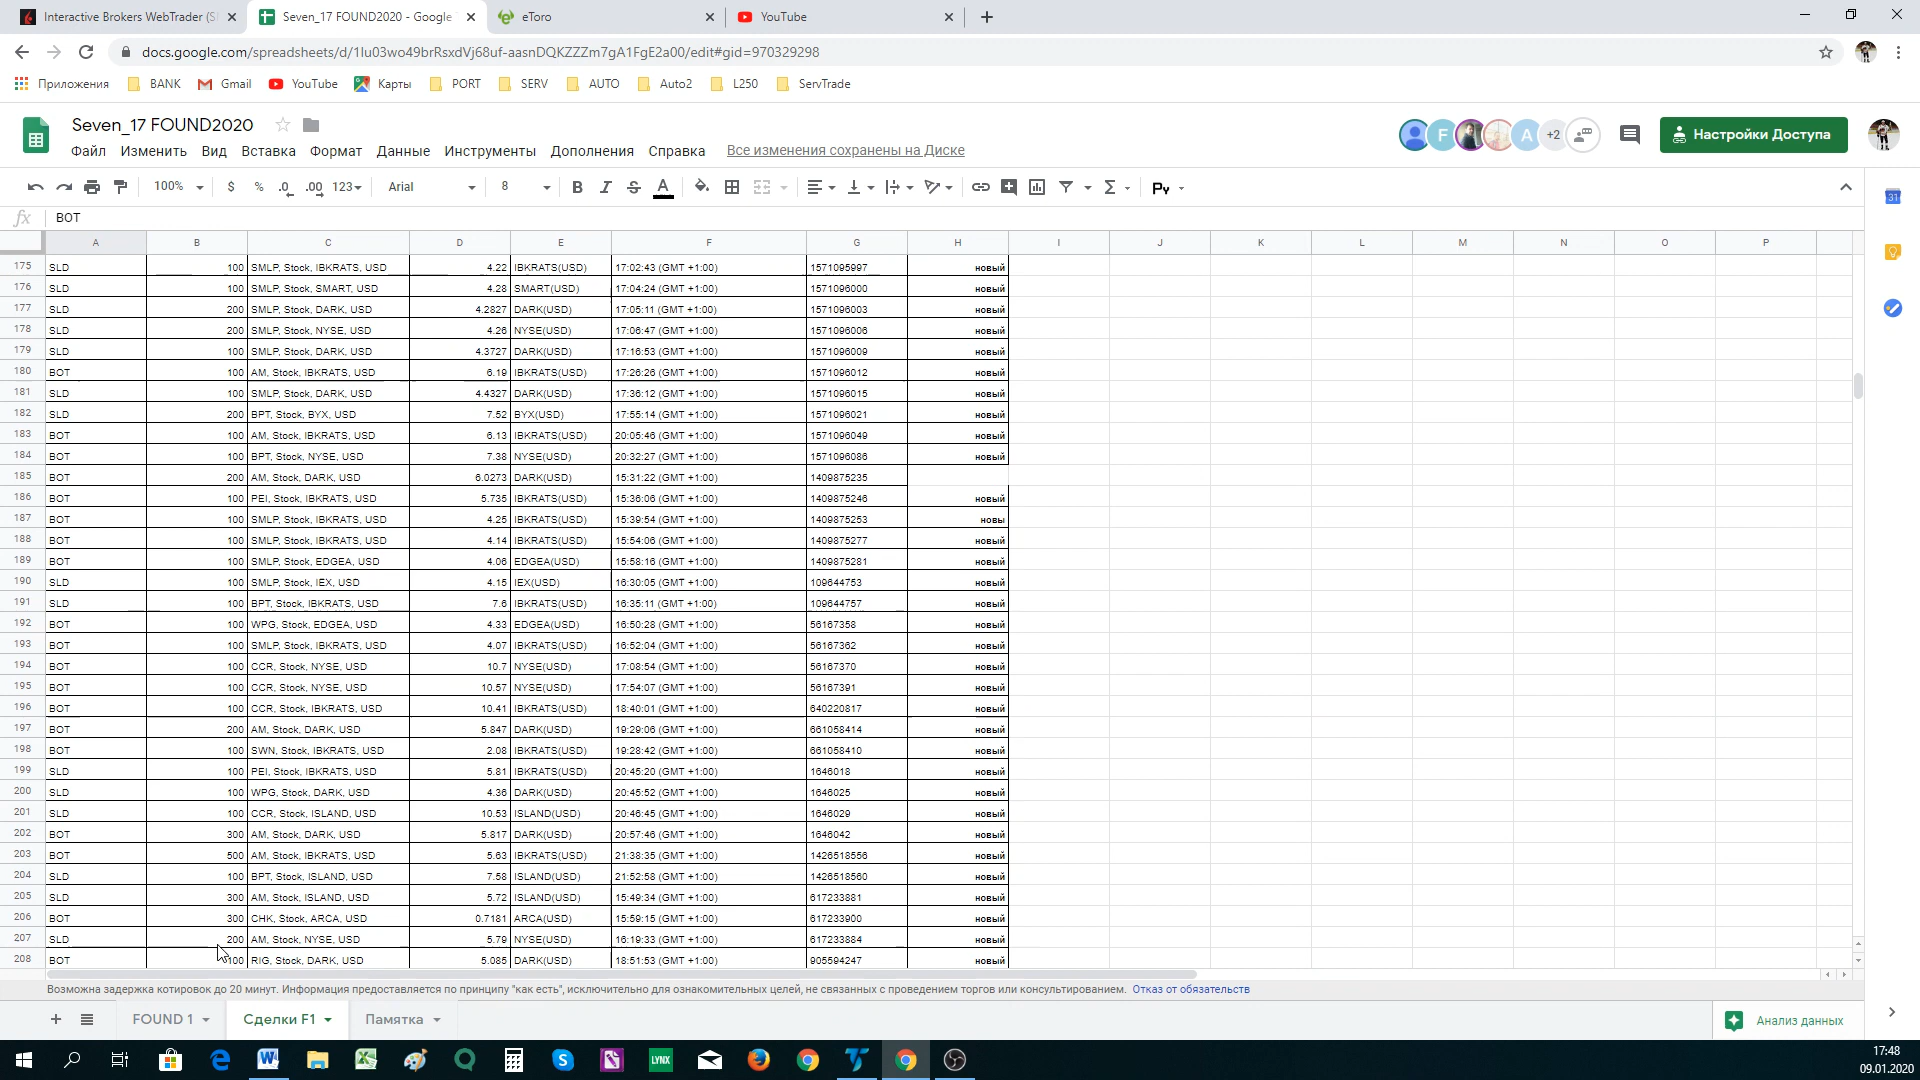 Interactive Brokers WebTrader (S
Seven_17 FOUND2020 - Google
eToro
YouTube
docs.google.com/spreadsheets/d/1Iu03wo49brRsxdVj68uf-aasnDQKZZZm7gA1FgE2a00/edit#gid=970329298
Приложения BANK Gmail YouTube Карты PORT SERV AUTO Auto2 L250 ServTrade
Seven_17 FOUND2020
F A +2
Настройки Доступа
Файл Изменить Вид Вставка Формат Данные Инструменты Дополнения Справка Все изменения сохранены на Диске
100% $ % .0 .00 123 Arial 8 B I S A Σ Ру
31
fx BOT
A B C D E F G H I J K L M N O P
175 SLD 100 SMLP, Stock, IBKRATS, USD 4.22 IBKRATS(USD) 17:02:43 (GMT +1:00) 1571095997 новый
176 SLD 100 SMLP, Stock, SMART, USD 4.28 SMART(USD) 17:04:24 (GMT +1:00) 1571096000 новый
177 SLD 200 SMLP, Stock, DARK, USD 4.2827 DARK(USD) 17:05:11 (GMT +1:00) 1571096003 новый
178 SLD 200 SMLP, Stock, NYSE, USD 4.26 NYSE(USD) 17:06:47 (GMT +1:00) 1571096006 новый
179 SLD 100 SMLP, Stock, DARK, USD 4.3727 DARK(USD) 17:16:53 (GMT +1:00) 1571096009 новый
180 BOT 100 AM, Stock, IBKRATS, USD 6.19 IBKRATS(USD) 17:26:26 (GMT +1:00) 1571096012 новый
181 SLD 100 SMLP, Stock, DARK, USD 4.4327 DARK(USD) 17:36:12 (GMT +1:00) 1571096015 новый
182 SLD 200 BPT, Stock, BYX, USD 7.52 BYX(USD) 17:55:14 (GMT +1:00) 1571096021 новый
183 BOT 100 AM, Stock, IBKRATS, USD 6.13 IBKRATS(USD) 20:05:46 (GMT +1:00) 1571096049 новый
184 BOT 100 BPT, Stock, NYSE, USD 7.38 NYSE(USD) 20:32:27 (GMT +1:00) 1571096086 новый
185 BOT 200 AM, Stock, DARK, USD 6.0273 DARK(USD) 15:31:22 (GMT +1:00) 1409875235
186 BOT 100 PEI, Stock, IBKRATS, USD 5.735 IBKRATS(USD) 15:36:06 (GMT +1:00) 1409875246 новый
187 BOT 100 SMLP, Stock, IBKRATS, USD 4.25 IBKRATS(USD) 15:39:54 (GMT +1:00) 1409875253 новы
188 BOT 100 SMLP, Stock, IBKRATS, USD 4.14 IBKRATS(USD) 15:54:06 (GMT +1:00) 1409875277 новый
189 BOT 100 SMLP, Stock, EDGEA, USD 4.06 EDGEA(USD) 15:58:16 (GMT +1:00) 1409875281 новый
190 SLD 100 SMLP, Stock, IEX, USD 4.15 IEX(USD) 16:30:05 (GMT +1:00) 109644753 новый
191 SLD 100 BPT, Stock, IBKRATS, USD 7.6 IBKRATS(USD) 16:35:11 (GMT +1:00) 109644757 новый
192 BOT 100 WPG, Stock, EDGEA, USD 4.33 EDGEA(USD) 16:50:28 (GMT +1:00) 56167358 новый
193 BOT 100 SMLP, Stock, IBKRATS, USD 4.07 IBKRATS(USD) 16:52:04 (GMT +1:00) 56167362 новый
194 BOT 100 CCR, Stock, NYSE, USD 10.7 NYSE(USD) 17:08:54 (GMT +1:00) 56167370 новый
195 BOT 100 CCR, Stock, NYSE, USD 10.57 NYSE(USD) 17:54:07 (GMT +1:00) 56167391 новый
196 BOT 100 CCR, Stock, IBKRATS, USD 10.41 IBKRATS(USD) 18:40:01 (GMT +1:00) 640220817 новый
197 BOT 200 AM, Stock, DARK, USD 5.847 DARK(USD) 19:29:06 (GMT +1:00) 661058414 новый
198 BOT 100 SWN, Stock, IBKRATS, USD 2.08 IBKRATS(USD) 19:28:42 (GMT +1:00) 661058410 новый
199 SLD 100 PEI, Stock, IBKRATS, USD 5.81 IBKRATS(USD) 20:45:20 (GMT +1:00) 1646018 новый
200 SLD 100 WPG, Stock, DARK, USD 4.36 DARK(USD) 20:45:52 (GMT +1:00) 1646025 новый
201 SLD 100 CCR, Stock, ISLAND, USD 10.53 ISLAND(USD) 20:46:45 (GMT +1:00) 1646029 новый
202 BOT 300 AM, Stock, DARK, USD 5.817 DARK(USD) 20:57:46 (GMT +1:00) 1646042 новый
203 BOT 500 AM, Stock, IBKRATS, USD 5.63 IBKRATS(USD) 21:38:35 (GMT +1:00) 1426518556 новый
204 SLD 100 BPT, Stock, ISLAND, USD 7.58 ISLAND(USD) 21:52:58 (GMT +1:00) 1426518560 новый
205 SLD 300 AM, Stock, ISLAND, USD 5.72 ISLAND(USD) 15:49:34 (GMT +1:00) 617233881 новый
206 BOT 300 CHK, Stock, ARCA, USD 0.7181 ARCA(USD) 15:59:15 (GMT +1:00) 617233900 новый
207 SLD 200 AM, Stock, NYSE, USD 5.79 NYSE(USD) 16:19:33 (GMT +1:00) 617233884 новый
208 BOT 100 RIG, Stock, DARK, USD 5.085 DARK(USD) 18:51:53 (GMT +1:00) 905594247 новый
Возможна задержка котировок до 20 минут. Информация предоставляется по принципу "как есть", исключительно для ознакомительных целей, не связанных с проведением торгов или консультированием. Отказ от обязательств
FOUND 1 Сделки F1 Памятка
Анализ данных
LYNX
17:48
09.01.2020